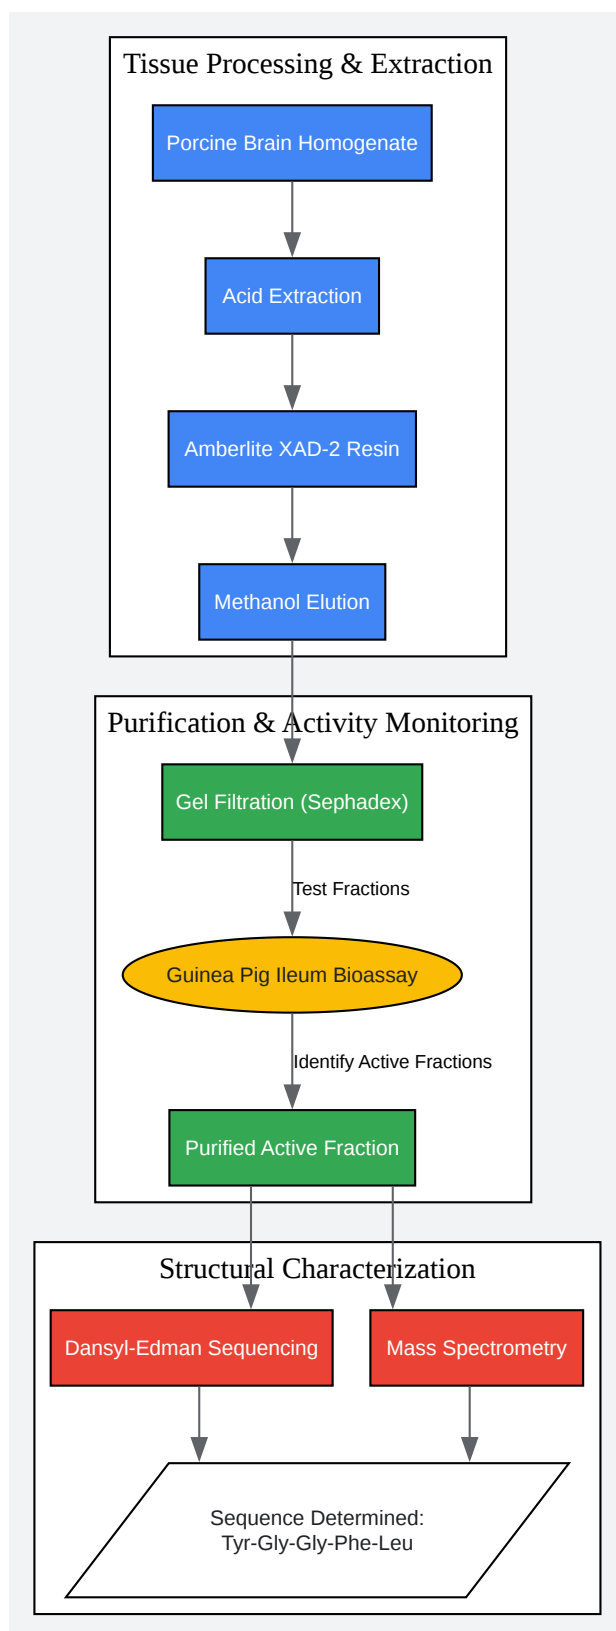 Tissue Processing & Extraction
Porcine Brain Homogenate
Acid Extraction
Amberlite XAD-2 Resin
Methanol Elution
Purification & Activity Monitoring
Gel Filtration (Sephadex)
Test Fractions
Guinea Pig Ileum Bioassay
Identify Active Fractions
Purified Active Fraction
Structural Characterization
Dansyl-Edman Sequencing
Mass Spectrometry
Sequence Determined:
Tyr-Gly-Gly-Phe-Leu